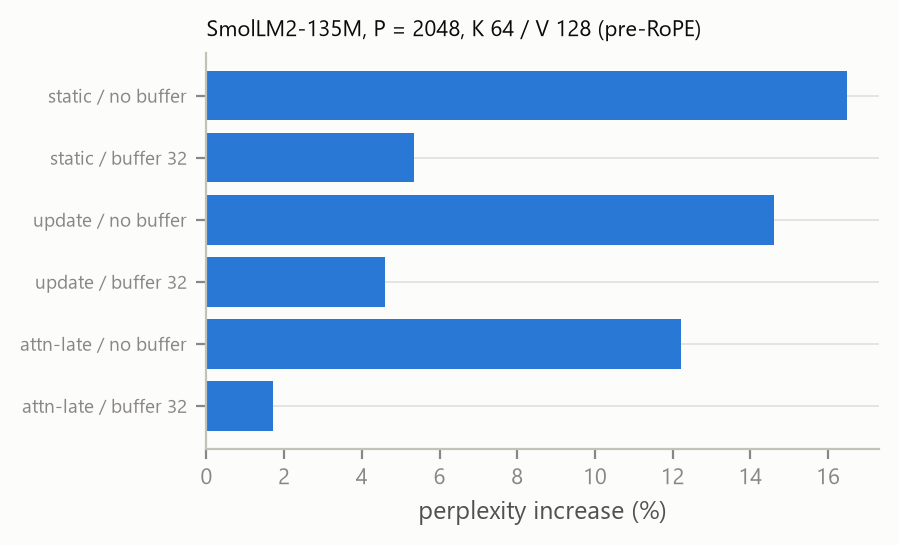 SmolLM2-135M, P = 2048, K 64 / V 128 (pre-RoPE)
static / no buffer
static / buffer 32
update / no buffer
update / buffer 32
attn-late / no buffer
attn-late / buffer 32
0 2 4 6 8 10 12 14 16
perplexity increase (%)